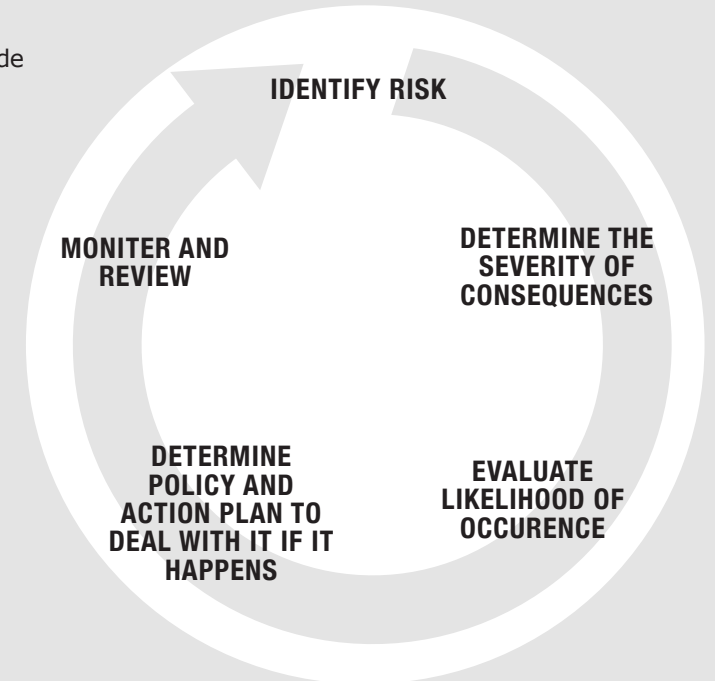 de
IDENTIFY RISK
DETERMINE THE
SEVERITY OF
CONSEQUENCES
EVALUATE
LIKELIHOOD OF
OCCURENCE
DETERMINE
POLICY AND
ACTION PLAN TO
DEAL WITH IT IF IT
HAPPENS
MONITER AND
REVIEW